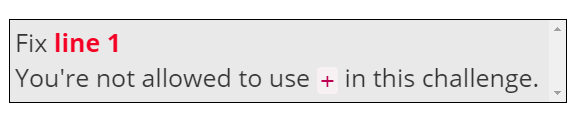 Fix line 1
You're not allowed to use + in this challenge.